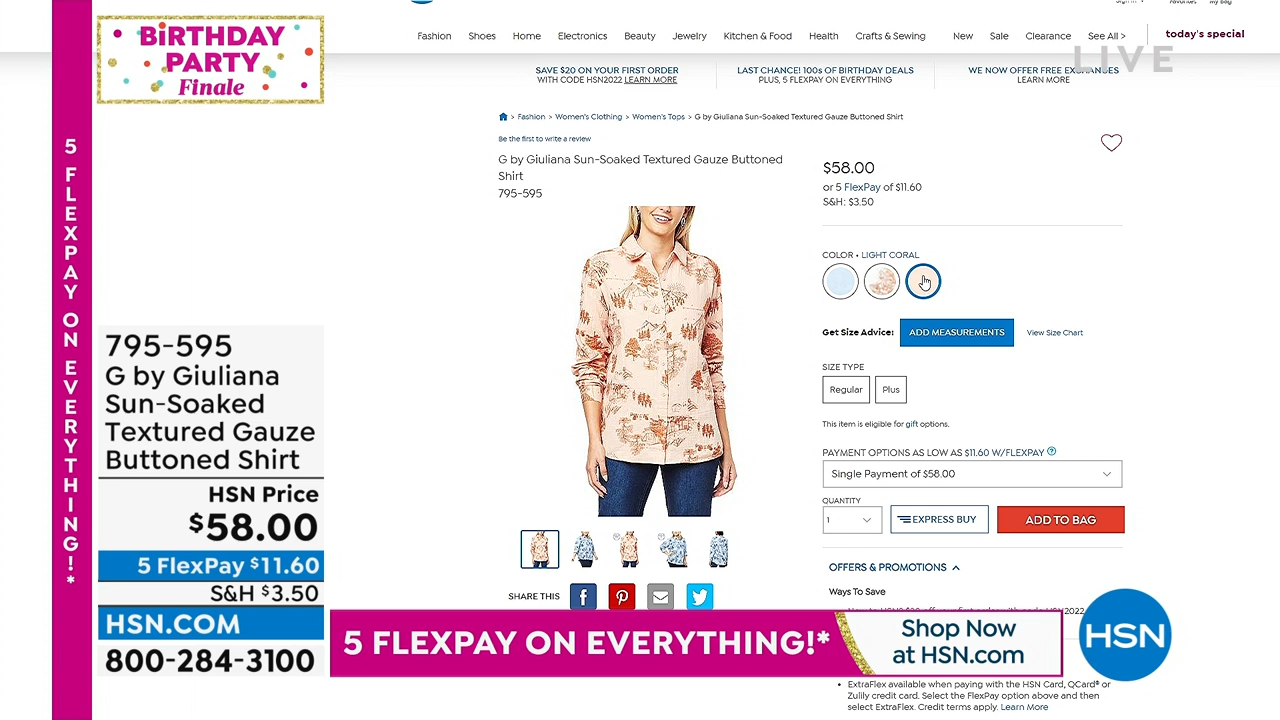 BiRTHDAY
PARTY
Finale
5 FLEXPAY ON EVERYTHING!*
795-595
G by Giuliana
Sun-Soaked
Textured Gauze
Buttoned Shirt
HSN Price
$58.00
5 FlexPay $11.60
S&H $3.50
HSN.COM
800-284-3100
Favorites
My Bag
Fashion Shoes Home Electronics Beauty Jewelry Kitchen & Food Health Crafts & Sewing New Sale Clearance See All > today's special
LIVE
SAVE $20 ON YOUR FIRST ORDER
WITH CODE HSN2022 LEARN MORE
LAST CHANCE! 100s OF BIRTHDAY DEALS
PLUS, 5 FLEXPAY ON EVERYTHING
WE NOW OFFER FREE EXCHANGES
LEARN MORE
> Fashion > Women's Clothing > Women's Tops > G by Giuliana Sun-Soaked Textured Gauze Buttoned Shirt
Be the first to write a review
G by Giuliana Sun-Soaked Textured Gauze Buttoned
Shirt
795-595
$58.00
or 5 FlexPay of $11.60
S&H: $3.50
COLOR • LIGHT CORAL
Get Size Advice: ADD MEASUREMENTS View Size Chart
SIZE TYPE
Regular Plus
This item is eligible for gift options.
PAYMENT OPTIONS AS LOW AS $11.60 W/FLEXPAY ?
Single Payment of $58.00
QUANTITY
1 EXPRESS BUY ADD TO BAG
OFFERS & PROMOTIONS
Ways To Save
SHARE THIS
5 FLEXPAY ON EVERYTHING!*
Shop Now
at HSN.com
HSN
• ExtraFlex available when paying with the HSN Card, QCard® or
Zulily credit card. Select the FlexPay option above and then
select ExtraFlex. Credit terms apply. Learn More